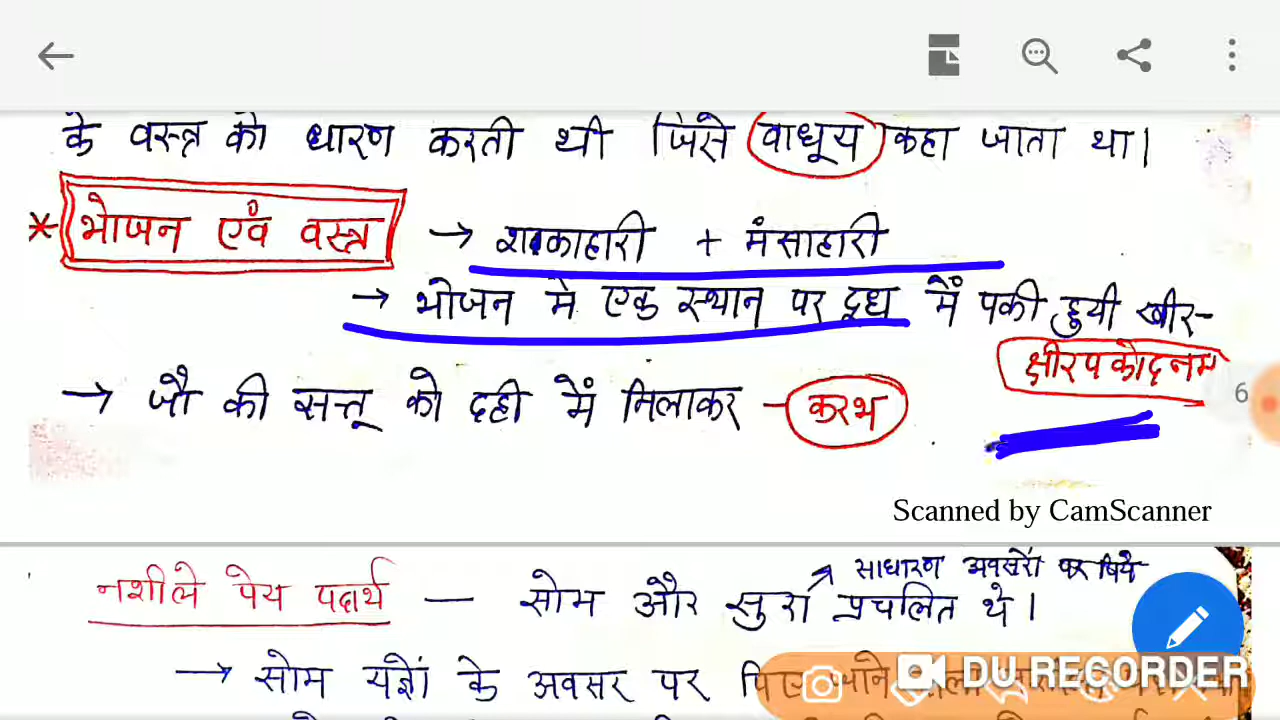 के वस्त्र को धारण करती थी जिसे वाधूय कहा जाता था।
* भोजन एवं वस्त्र → शाकाहारी + मंसाहारी
→ भोजन मे एक स्थान पर दूध में पकी हुयी खीर-
क्षीरपकोदनम
6
→ जौ की सत्तू को दही में मिलाकर - करभ
Scanned by CamScanner
साधारण अवसरों पर पिये
नशीले पेय पदार्थ — सोम और सुरा प्रचलित थे।
→ सोम यज्ञों के अवसर पर पिए जाने
DU RECORDER